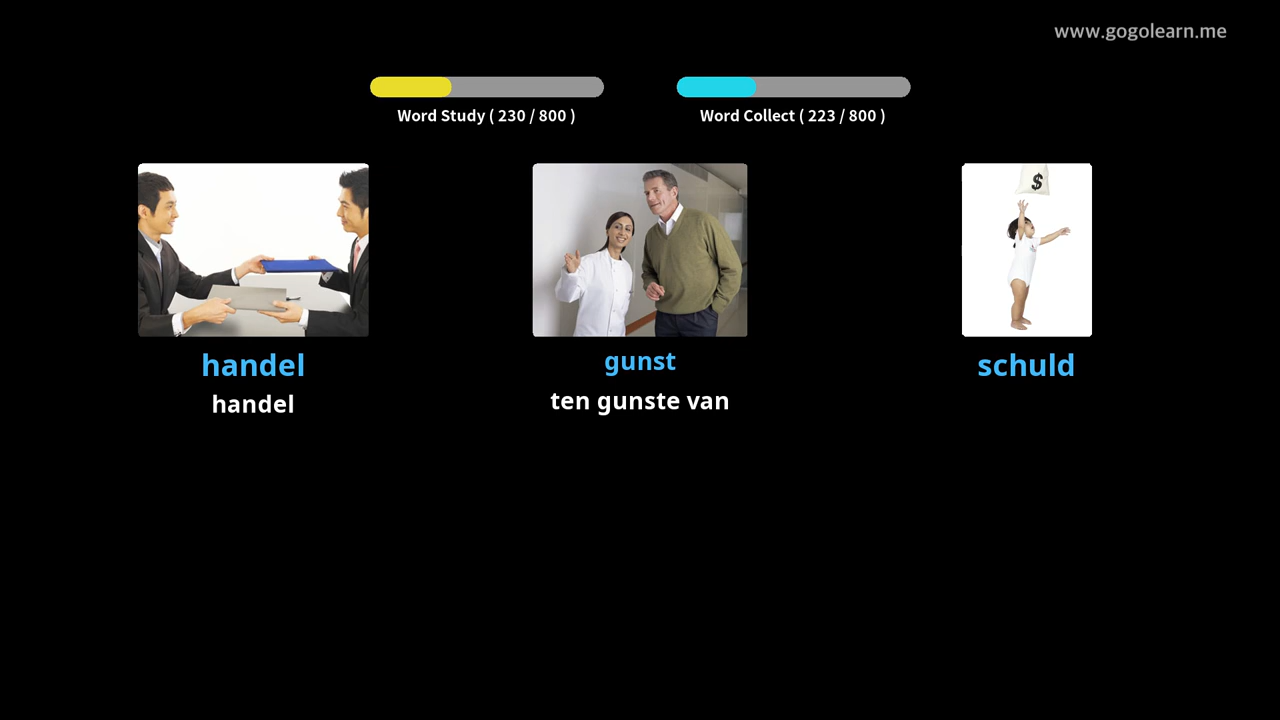 www.gogolearn.me
Word Study ( 230 / 800 )
Word Collect ( 223 / 800 )
$
handel
handel
gunst
ten gunste van
schuld